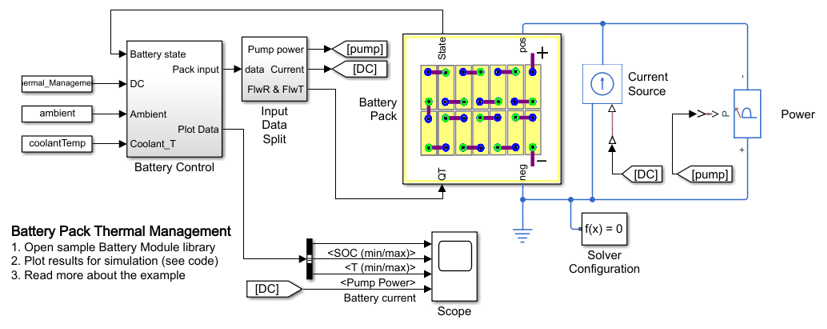 Battery state
State
pos
Pump power
[pump]
Pack input
data Current
[DC]
ermal_Manageme
DC
FlwR & FlwT
ambient
Ambient
Plot Data
coolantTemp
Coolant_T
Battery Control
Input
Data
Split
Battery
Pack
+
−
QT
neg
Current
Source
[DC]
-
P
+
Power
[pump]
f(x) = 0
Solver
Configuration
Battery Pack Thermal Management
1. Open sample Battery Module library
2. Plot results for simulation (see code)
3. Read more about the example
<SOC (min/max)>
<T (min/max)>
<Pump Power>
[DC]
Battery current
Scope